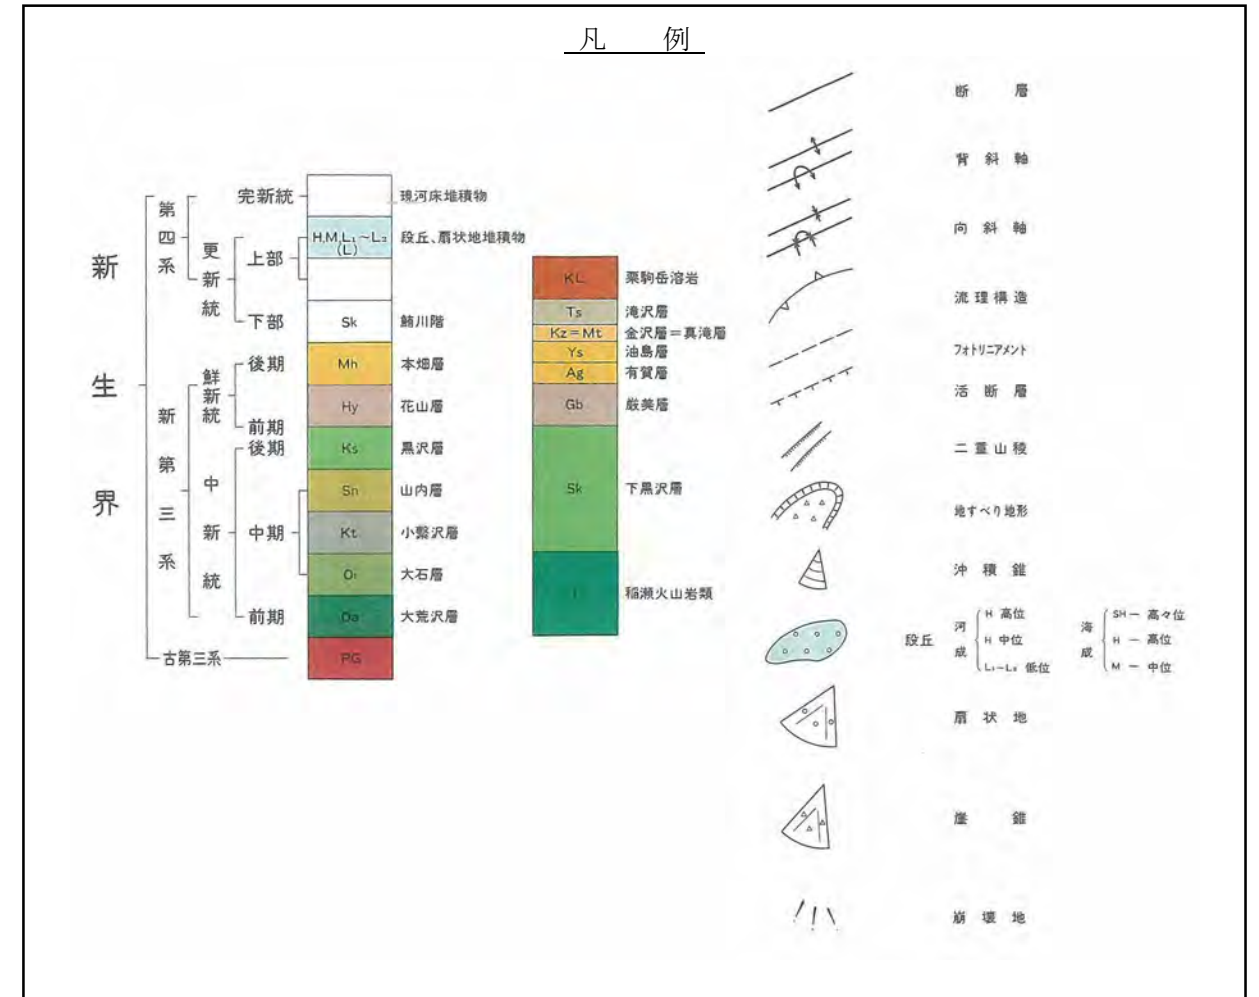 凡 例
新生界
第四系
更新統
完新統
上部
下部
新第三系
鮮新統
後期
前期
中新統
後期
中期
前期
古第三系
現河床堆積物
H,M,L₁～L₃
(L)
段丘、扇状地堆積物
Sk 鮪川階
Mh 本畑層
Hy 花山層
Ks 黒沢層
Sn 山内層
Kt 小繋沢層
Oi 大石層
Oa 大荒沢層
PG
KL 栗駒岳溶岩
Ts 滝沢層
Kz=Mt 金沢層=真滝層
Ys 油島層
Ag 有賀層
Gb 厳美層
Sk 下黒沢層
I 稲瀬火山岩類
断層
背斜軸
向斜軸
流理構造
フォトリニアメント
活断層
二重山稜
地すべり地形
沖積錐
段丘
河成
H 高位
H 中位
L₁～L₃ 低位
海成
SH ー 高々位
H ー 高位
M ー 中位
扇状地
崖錐
崩壊地